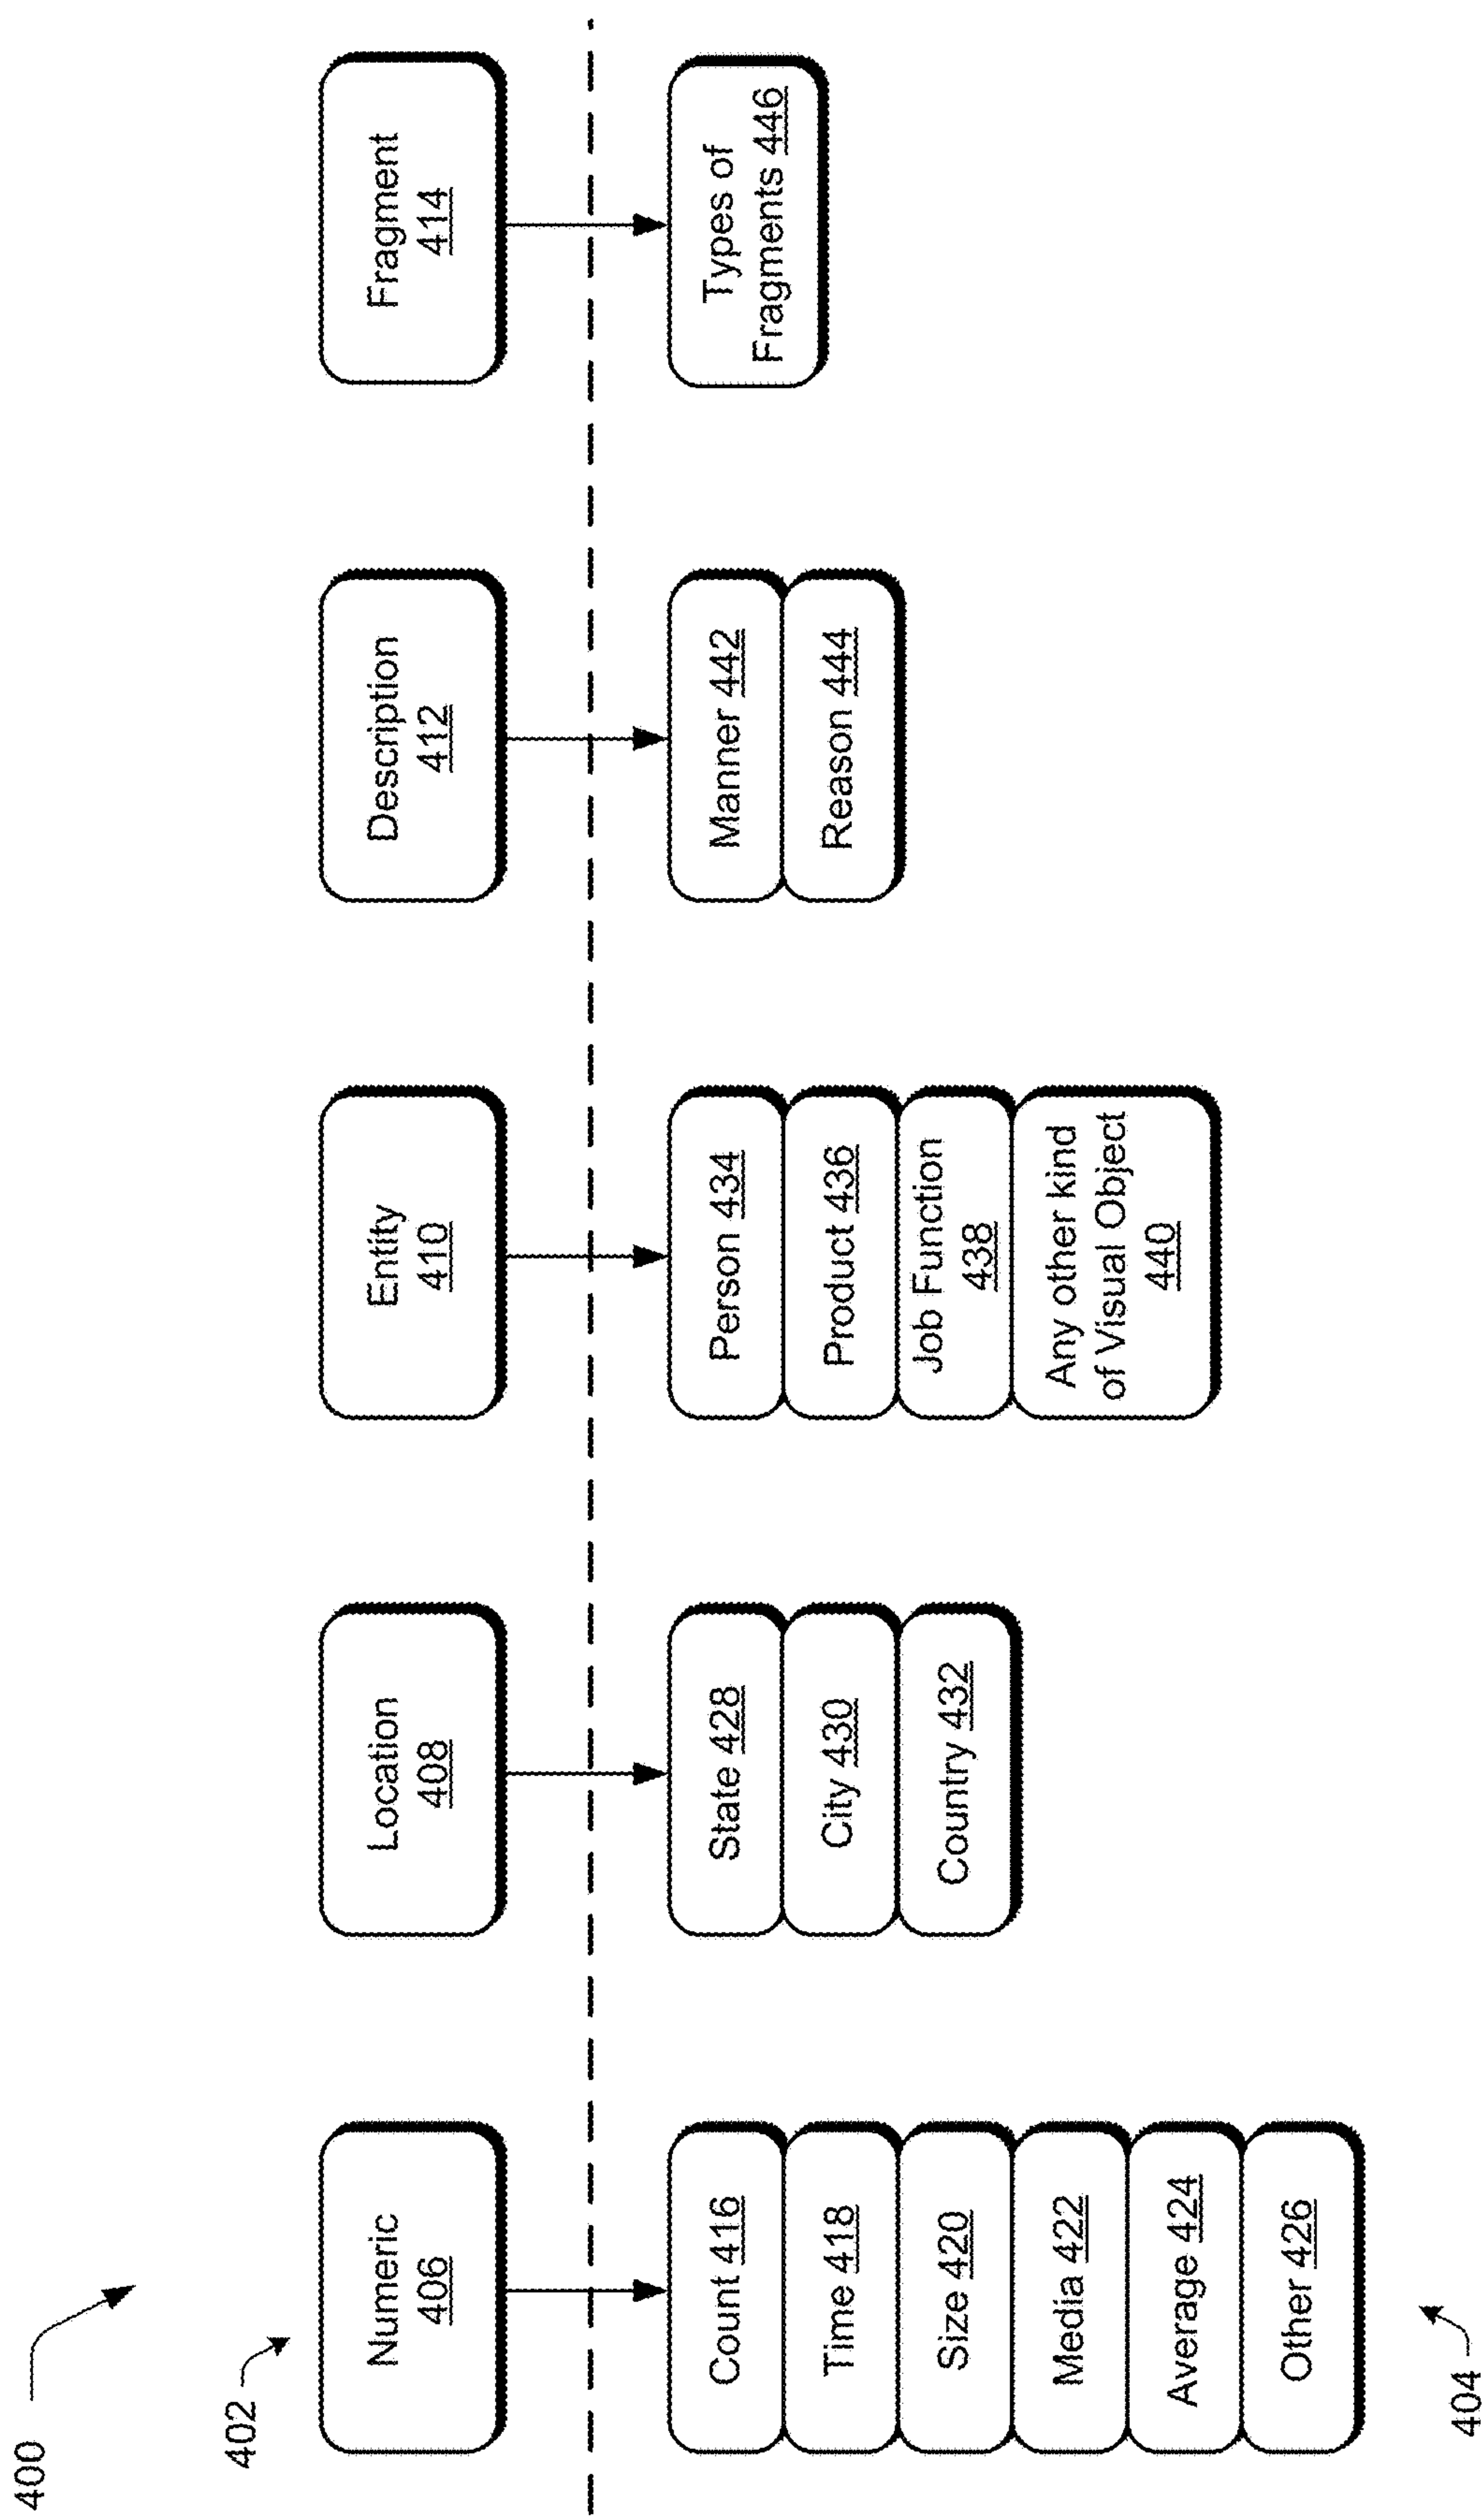 400
402
Numeric
406
Location
408
Entity
410
Description
412
Fragment
414
Count 416
Time 418
Size 420
Media 422
Average 424
Other 426
State 428
City 430
Country 432
Person 434
Product 436
Job Function
438
Any other kind
of Visual Object
440
Manner 442
Reason 444
Types of
Fragments 446
404